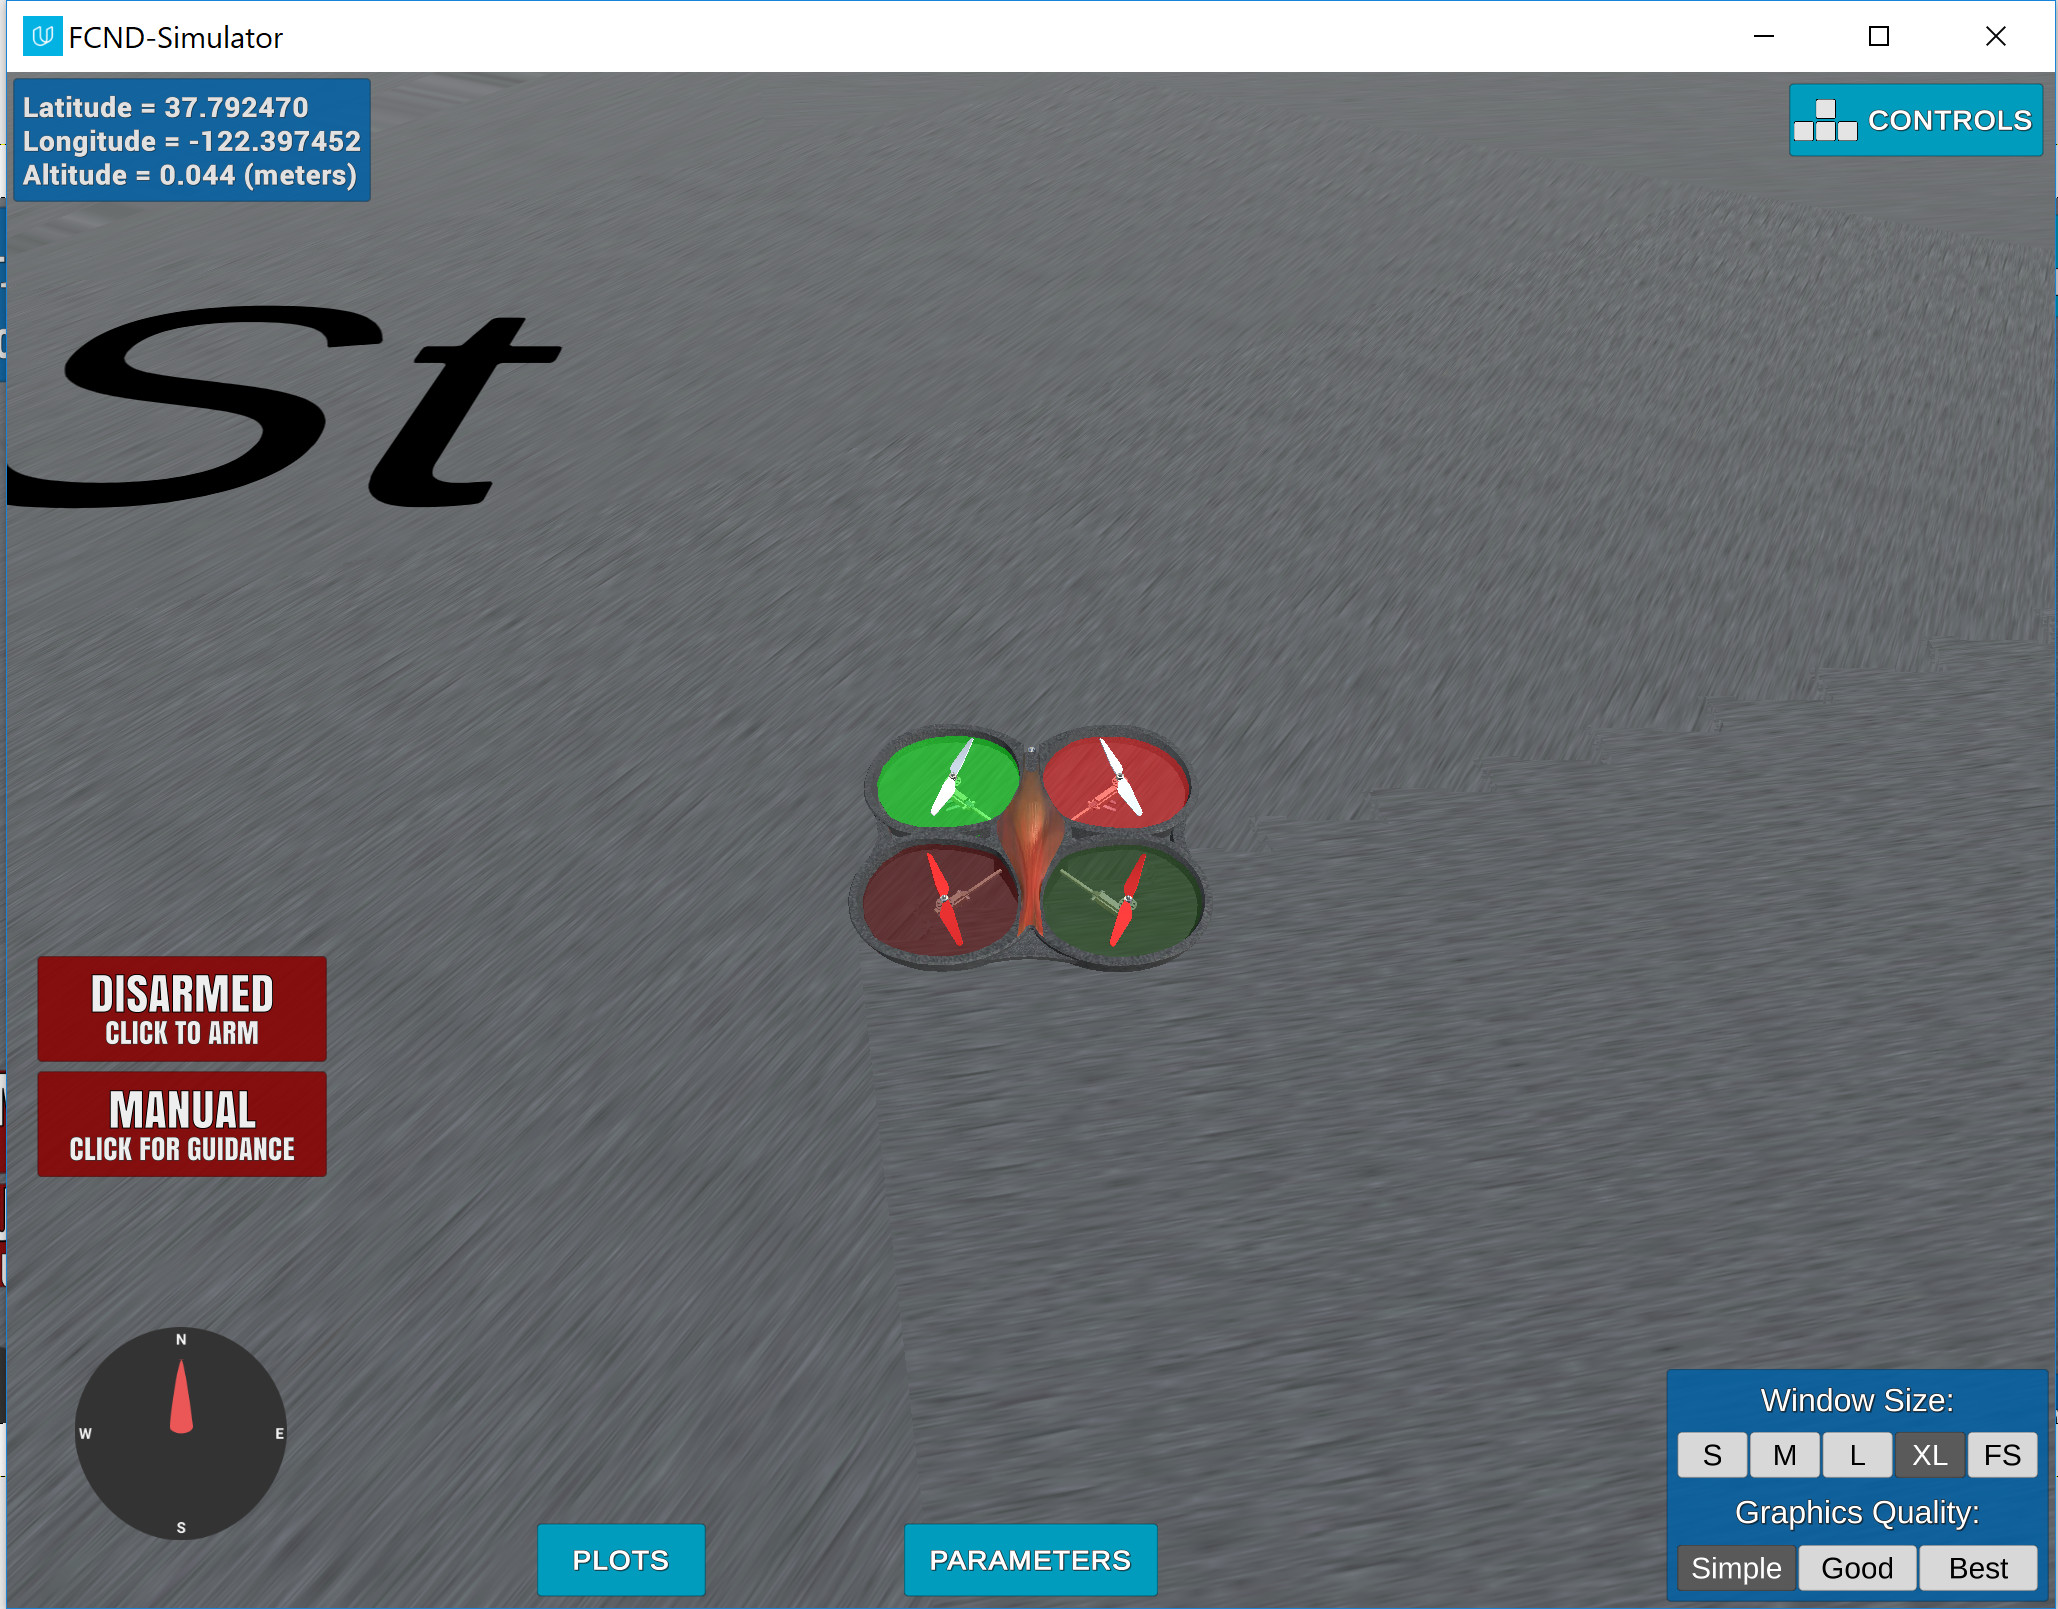 FCND-Simulator
Latitude = 37.792470
Longitude = -122.397452
Altitude = 0.044 (meters)
CONTROLS
St
DISARMED
CLICK TO ARM
MANUAL
CLICK FOR GUIDANCE
N
W E
S
PLOTS
PARAMETERS
Window Size:
S M L XL FS
Graphics Quality:
Simple Good Best